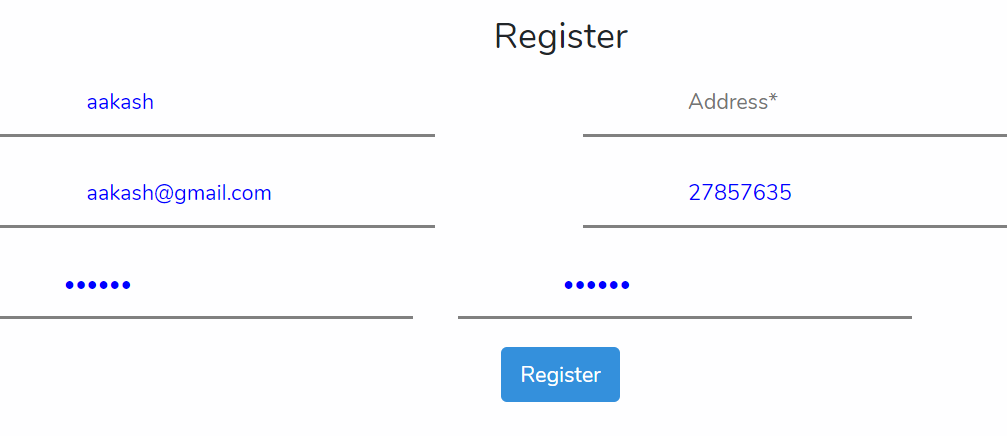 Register
aakash Address*
aakash@gmail.com 27857635
•••••• ••••••
Register